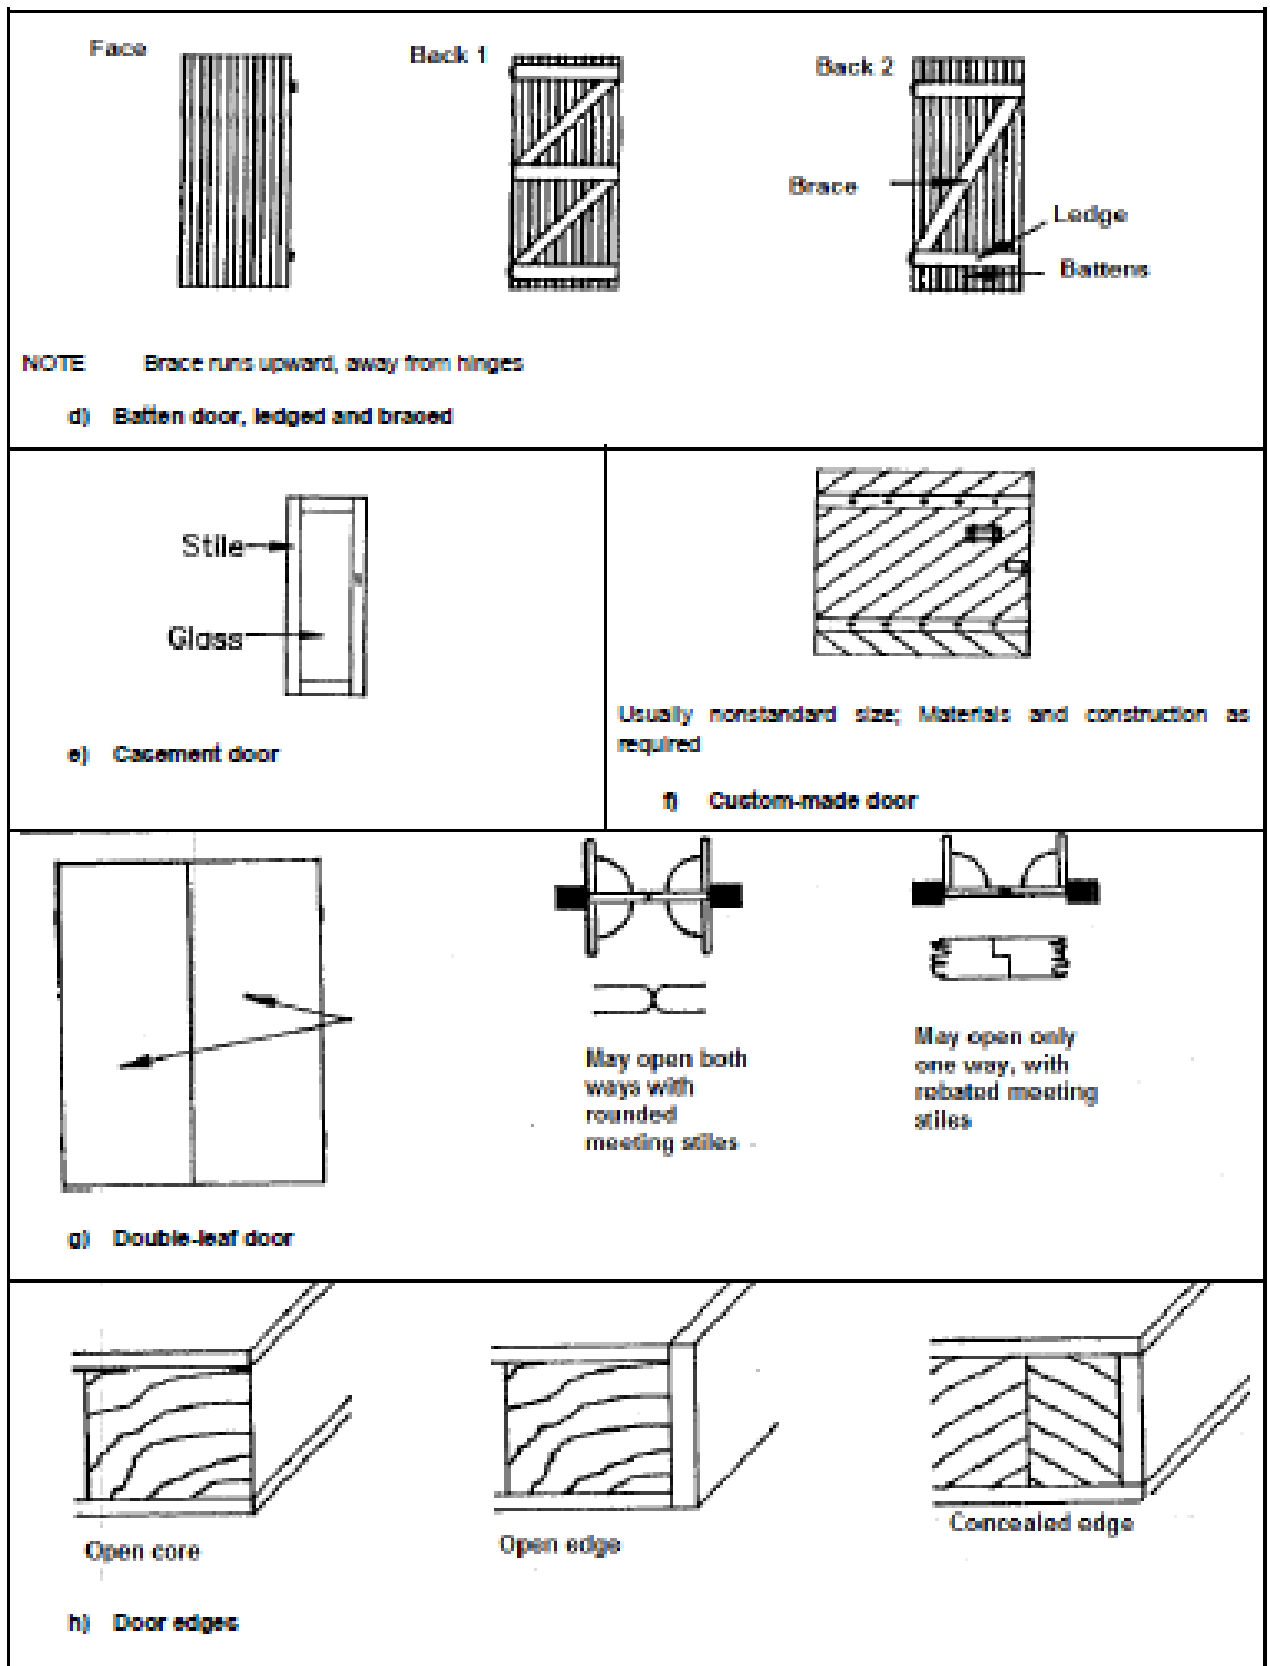 Face
Back 1
Back 2
Brace
Ledge
Battens
NOTE Brace runs upward, away from hinges
d) Batten door, ledged and braced
Stile
Glass
e) Casement door
Usually nonstandard size; Materials and construction as
required
f) Custom-made door
May open both
ways with
rounded
meeting stiles
May open only
one way, with
rebated meeting
stiles
g) Double-leaf door
Open core
Open edge
Concealed edge
h) Door edges